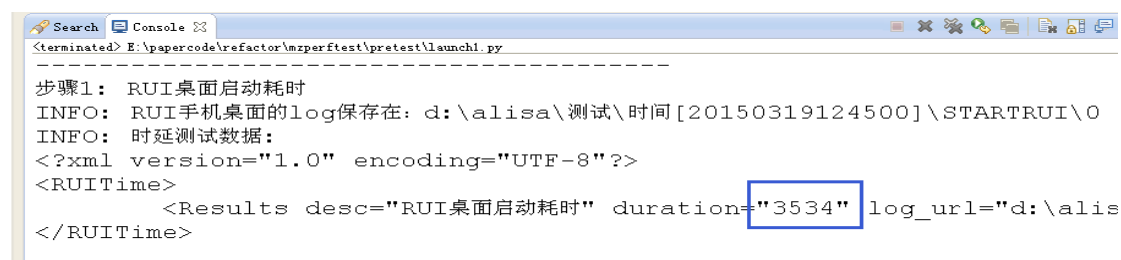 Search Console
<terminated> E:\papercode\refactor\mzperftest\pretest\launch1.py
----------------------------------------
步骤1: RUI桌面启动耗时
INFO: RUI手机桌面的log保存在: d:\alisa\测试\时间[20150319124500]\STARTRUI\0
INFO: 时延测试数据:
<?xml version="1.0" encoding="UTF-8"?>
<RUITime>
<Results desc="RUI桌面启动耗时" duration="3534" log_url="d:\alis
</RUITime>